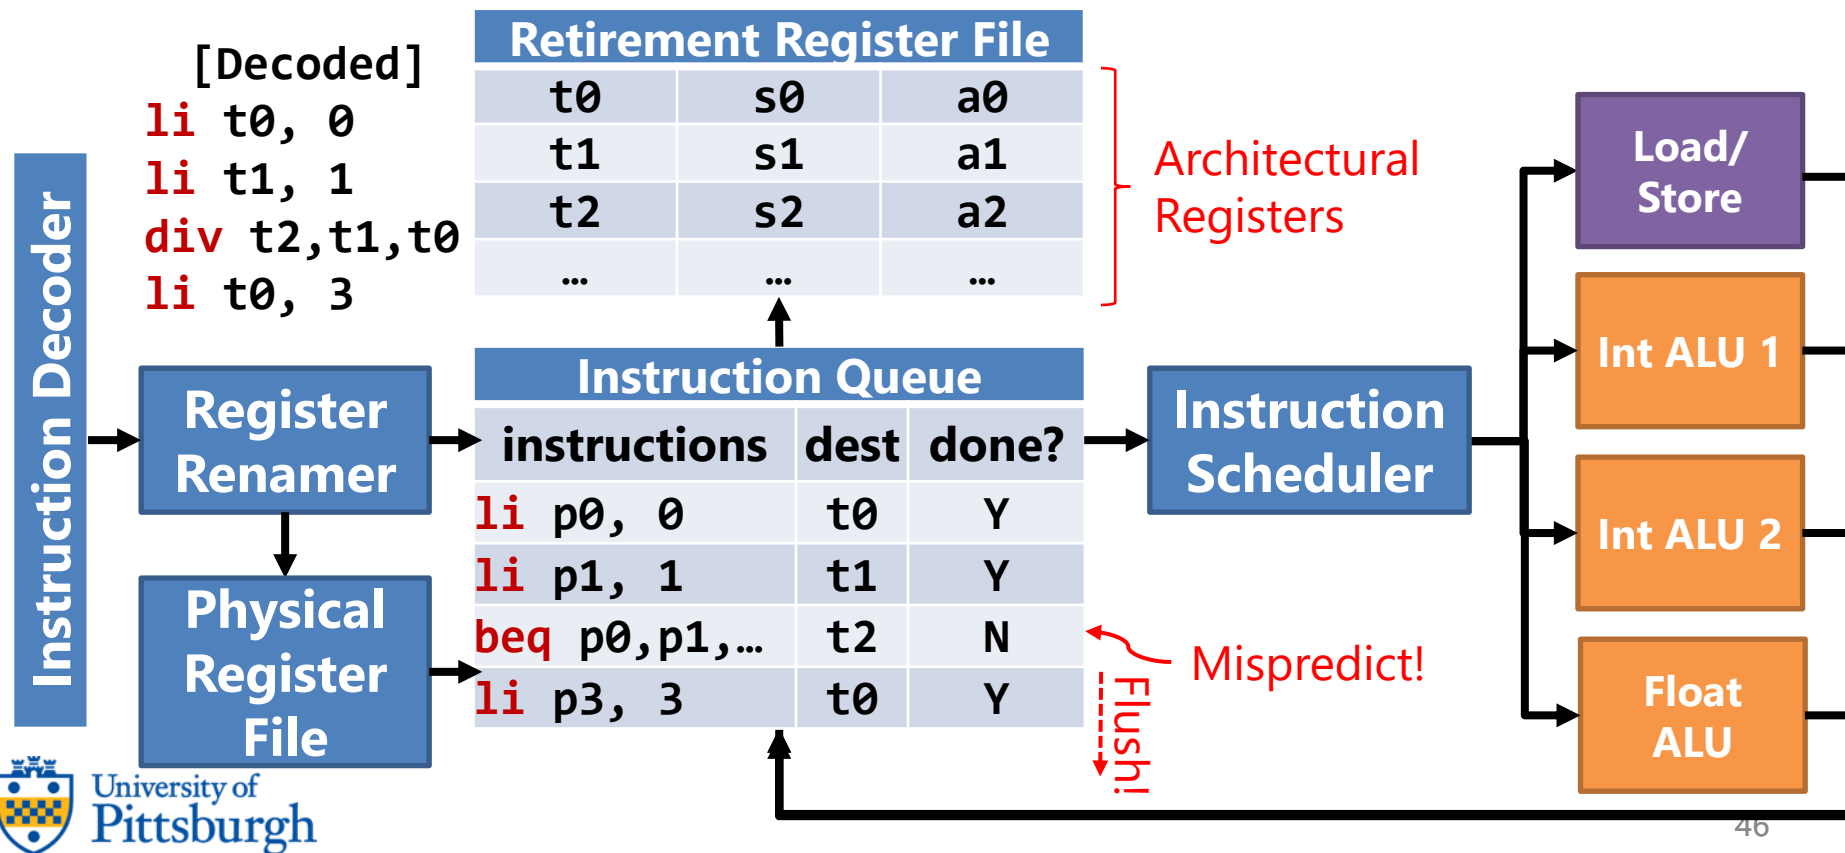 [Decoded]
li t0, 0
li t1, 1
div t2,t1,t0
li t0, 3
Instruction Decoder
Register
Renamer
Physical
Register
File
Retirement Register File
t0 s0 a0
t1 s1 a1
t2 s2 a2
… … …
Architectural
Registers
Instruction Queue
instructions dest done?
li p0, 0 t0 Y
li p1, 1 t1 Y
beq p0,p1,… t2 N
li p3, 3 t0 Y
Mispredict!
Flush!
Instruction
Scheduler
Load/
Store
Int ALU 1
Int ALU 2
Float
ALU
University of
Pittsburgh
46